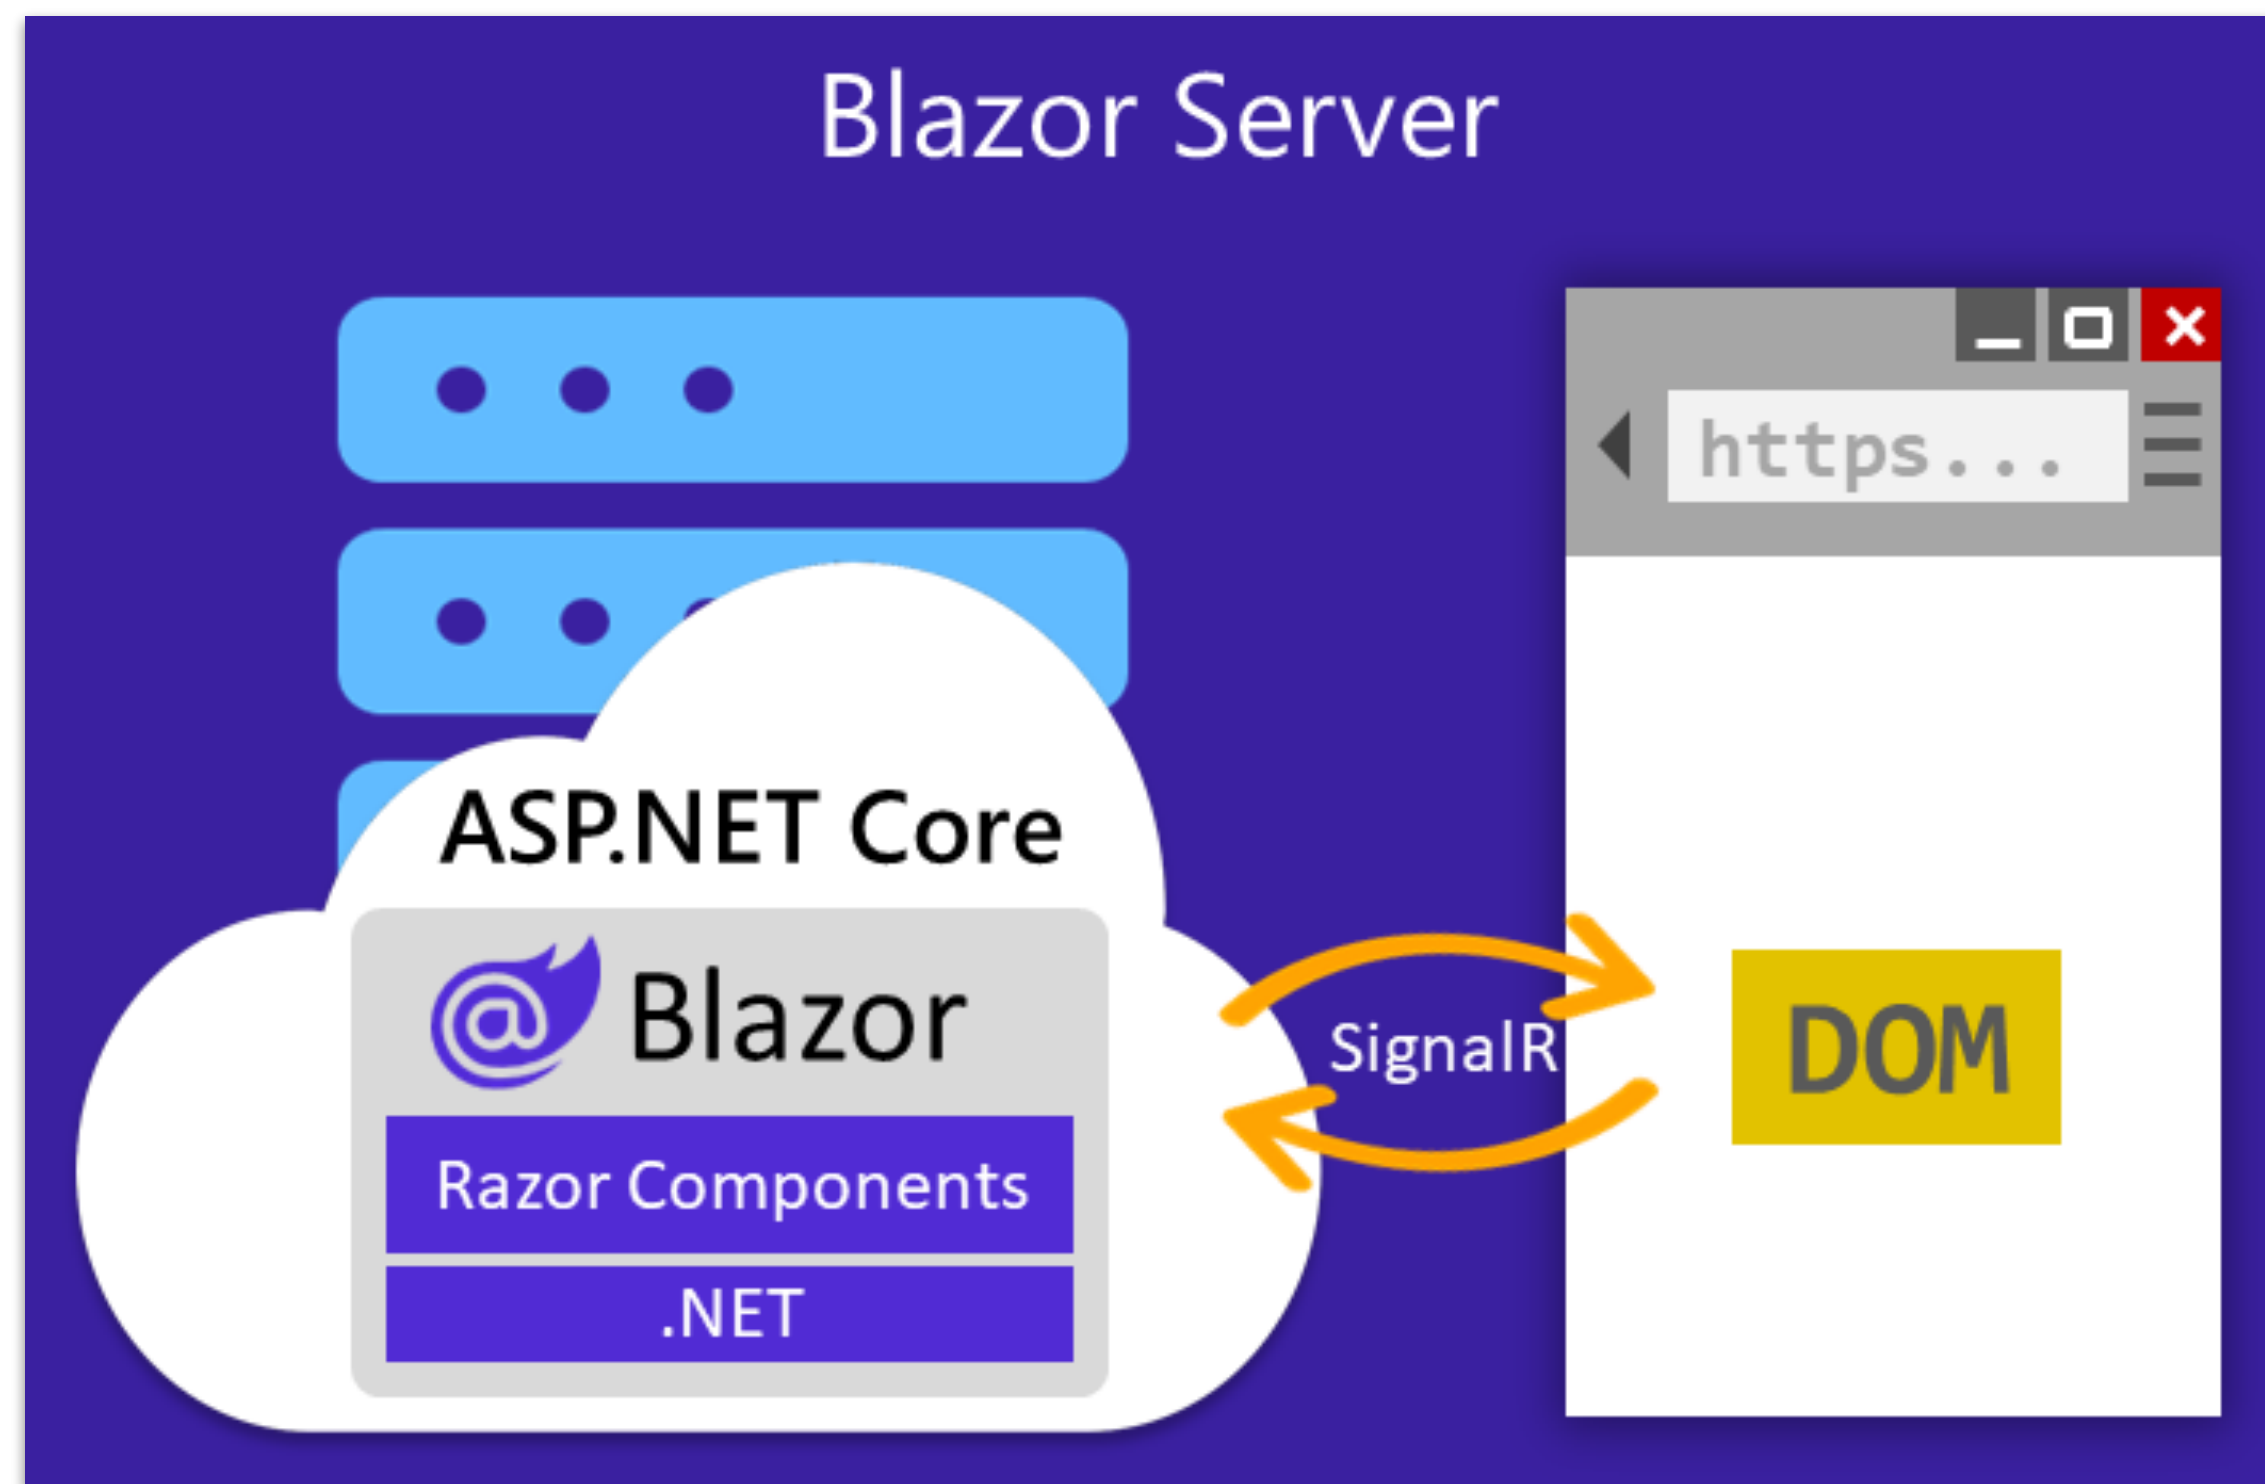 Blazor Server
https...
ASP.NET Core
@ Blazor
Razor Components
.NET
SignalR
DOM